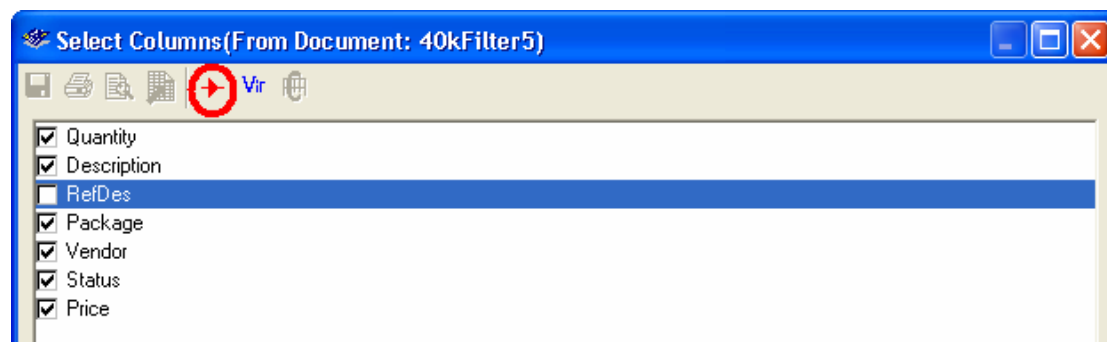 Select Columns(From Document: 40kFilter5)
Vir
Quantity
Description
RefDes
Package
Vendor
Status
Price